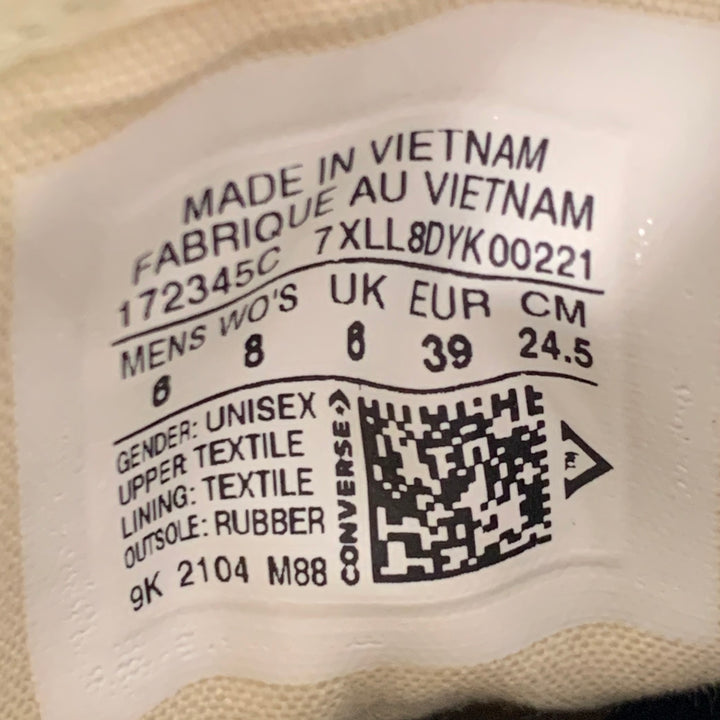 MADE IN VIETNAM
FABRIQUE AU VIETNAM
172345C 7XLL8DYK00221
MENS WO'S UK EUR CM
6 8 6 39 24.5
GENDER: UNISEX
UPPER TEXTILE
LINING: TEXTILE
OUTSOLE: RUBBER
9K 2104 M88
CONVERSE